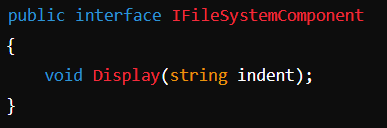 public interface IFileSystemComponent
{
    void Display(string indent);
}